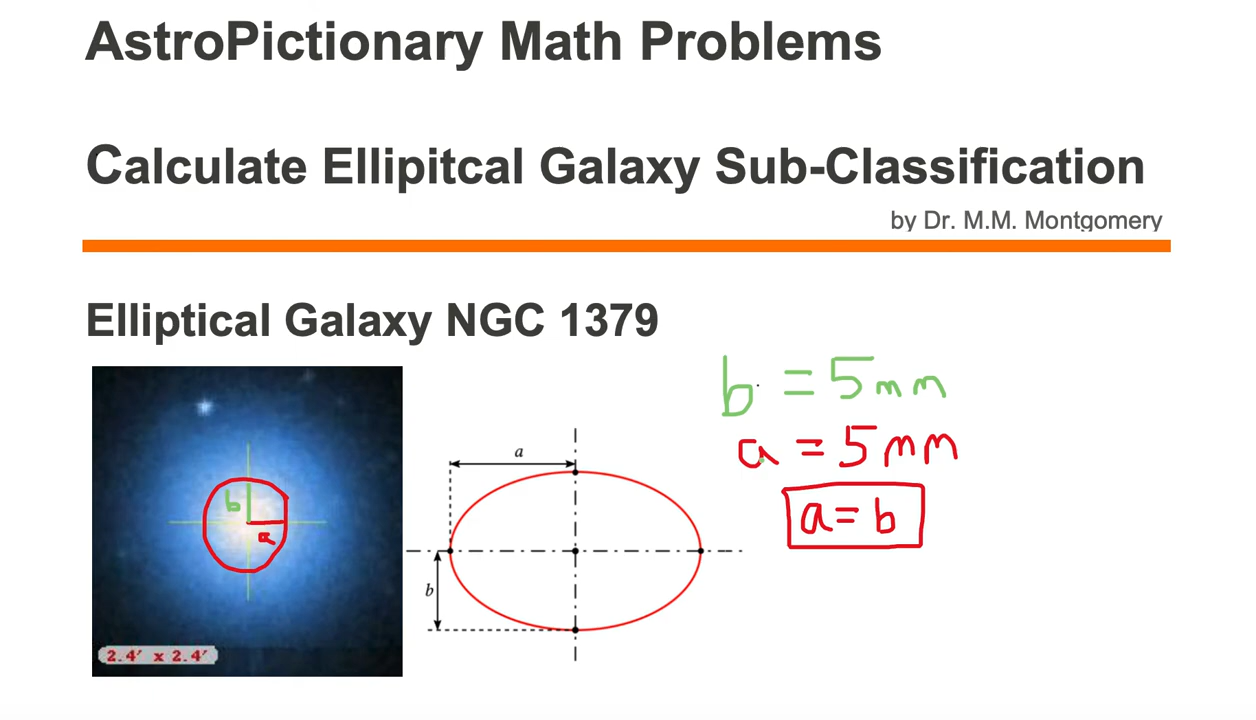 AstroPictionary Math Problems
Calculate Ellipitcal Galaxy Sub-Classification
by Dr. M.M. Montgomery
Elliptical Galaxy NGC 1379
b = 5mm
a = 5mm
a = b
b
a
2.4' x 2.4'
a
b